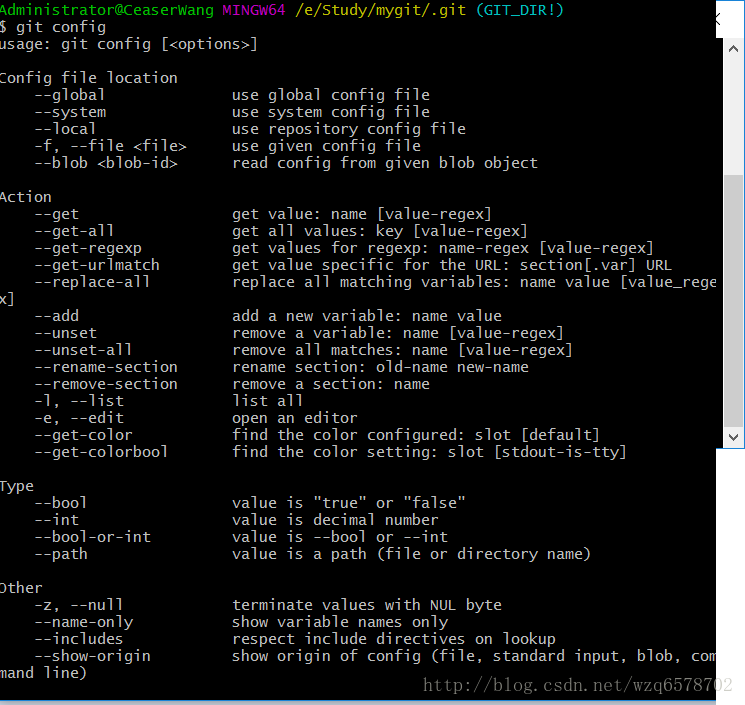 Administrator@CeaserWang MINGW64 /e/Study/mygit/.git (GIT_DIR!)
$ git config
usage: git config [<options>]

Config file location
    --global              use global config file
    --system              use system config file
    --local               use repository config file
    -f, --file <file>     use given config file
    --blob <blob-id>      read config from given blob object

Action
    --get                 get value: name [value-regex]
    --get-all             get all values: key [value-regex]
    --get-regexp          get values for regexp: name-regex [value-regex]
    --get-urlmatch        get value specific for the URL: section[.var] URL
    --replace-all         replace all matching variables: name value [value_rege
x]
    --add                 add a new variable: name value
    --unset               remove a variable: name [value-regex]
    --unset-all           remove all matches: name [value-regex]
    --rename-section      rename section: old-name new-name
    --remove-section      remove a section: name
    -l, --list            list all
    -e, --edit            open an editor
    --get-color           find the color configured: slot [default]
    --get-colorbool       find the color setting: slot [stdout-is-tty]

Type
    --bool                value is "true" or "false"
    --int                 value is decimal number
    --bool-or-int         value is --bool or --int
    --path                value is a path (file or directory name)

Other
    -z, --null            terminate values with NUL byte
    --name-only           show variable names only
    --includes            respect include directives on lookup
    --show-origin         show origin of config (file, standard input, blob, com
mand line)
http://blog.csdn.net/wzq6578702